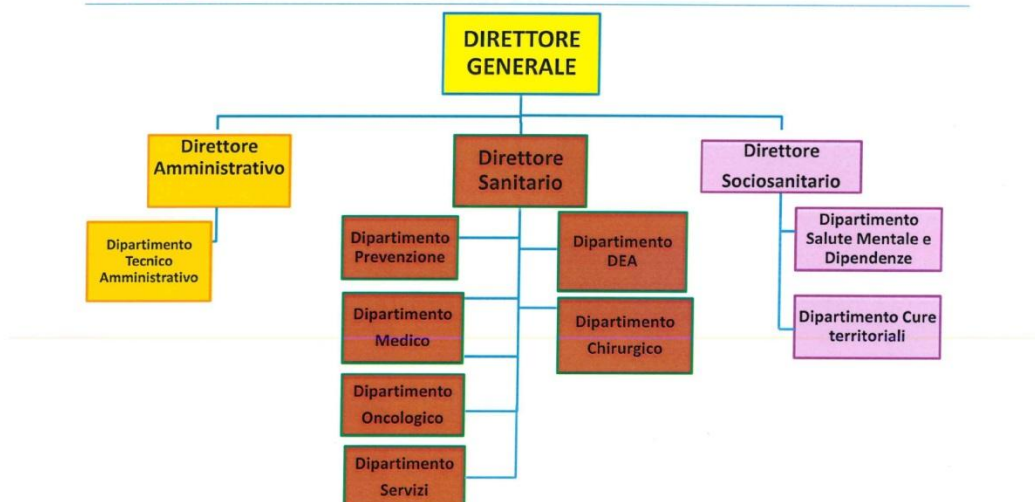 DIRETTORE
GENERALE
Direttore
Amministrativo
Direttore
Sanitario
Direttore
Sociosanitario
Dipartimento
Tecnico
Amministrativo
Dipartimento
Prevenzione
Dipartimento
DEA
Dipartimento
Salute Mentale e
Dipendenze
Dipartimento
Medico
Dipartimento
Chirurgico
Dipartimento Cure
territoriali
Dipartimento
Oncologico
Dipartimento
Servizi